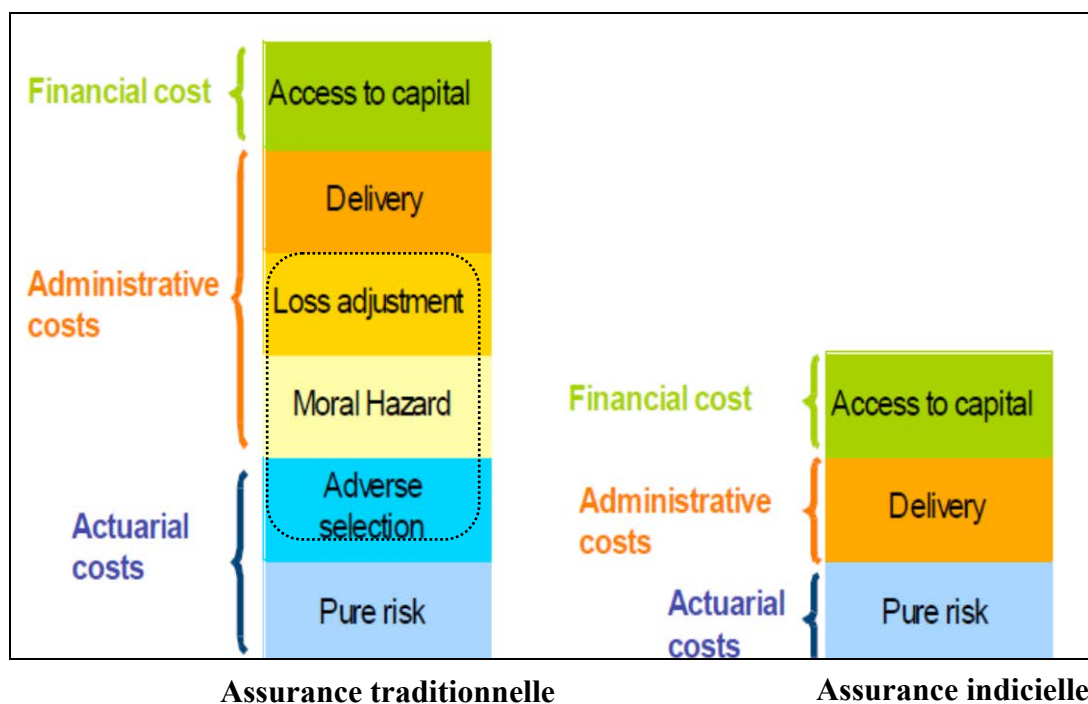 Financial cost
Access to capital
Delivery
Administrative
costs
Loss adjustment
Moral Hazard
Actuarial
costs
Adverse
selection
Pure risk
Financial cost
Access to capital
Administrative
costs
Delivery
Actuarial
costs
Pure risk
Assurance traditionnelle
Assurance indicielle